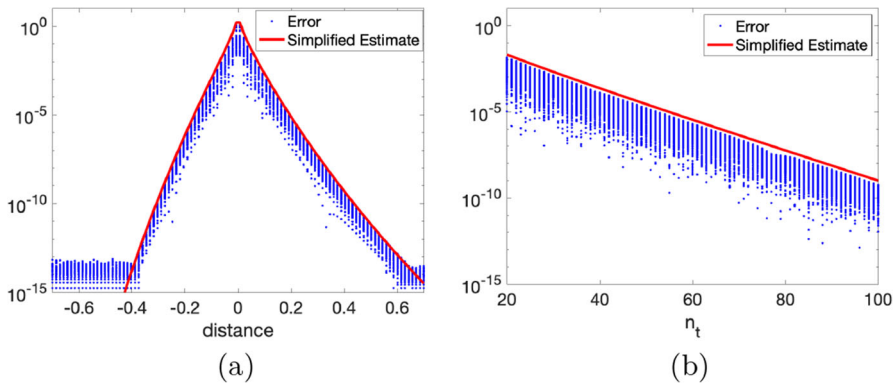 10^0
10^-5
10^-10
10^-15
Error
Simplified Estimate
-0.6 -0.4 -0.2 0 0.2 0.4 0.6
distance
(a)
10^0
10^-5
10^-10
10^-15
Error
Simplified Estimate
20 40 60 80 100
n_t
(b)